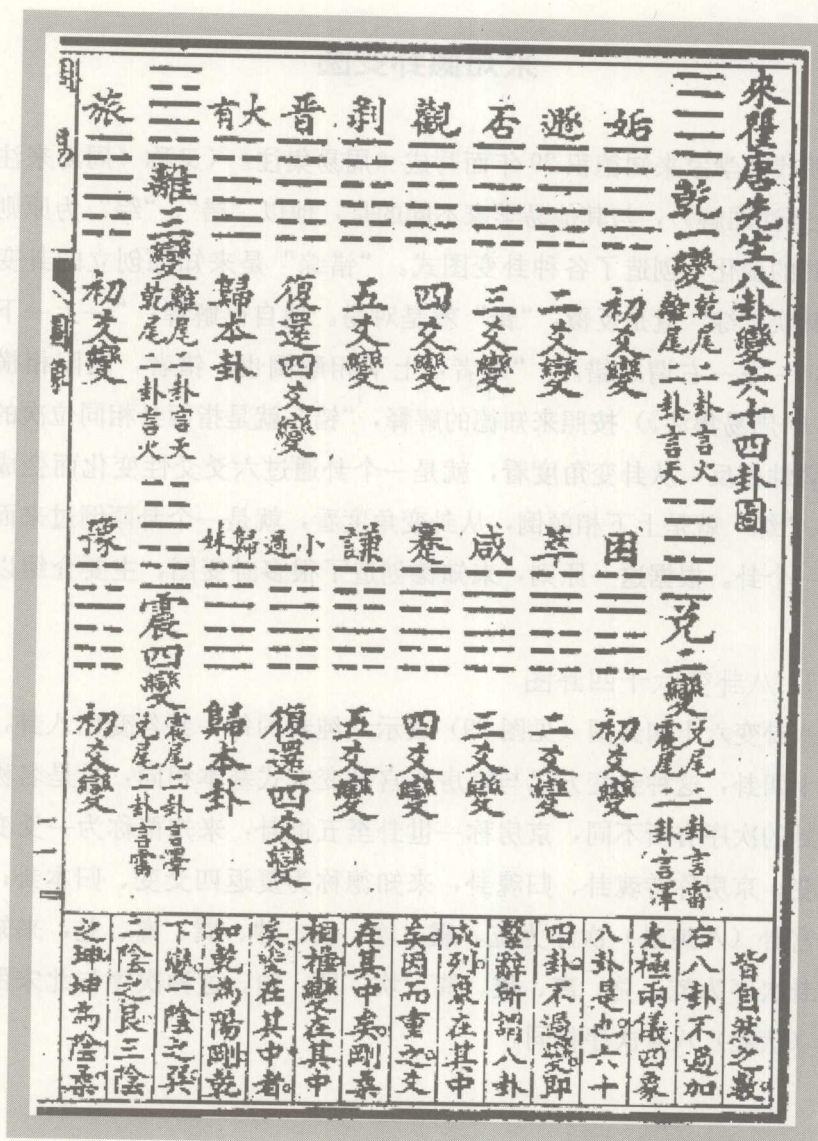 來瞿唐先生八卦變六十四卦圖
乾一變
乾尾二卦言火
離尾二卦言天
姤
初爻變
遯
二爻變
否
三爻變
觀
四爻變
剥
五爻變
晋
復還四爻變
大有
歸本卦
離三變
離尾二卦言天
乾尾二卦言火
旅
初爻變
兌二變
兌尾二卦言雷
震尾二卦言澤
困
初爻變
萃
二爻變
咸
三爻變
蹇
四爻變
謙
五爻變
小過
復還四爻變
歸妹
歸本卦
震四變
震尾二卦言澤
兌尾二卦言雷
豫
初爻變
皆自然之數
右八卦不過加
太極兩儀四象
八卦是也六十
四卦不過變即
繫辭所謂八卦
成列象在其中
矣因而重之爻
在其中矣剛柔
相推變在其中
矣變在其中者
如乾為陽剛乾
下變一陰之巽
二陰之艮三陰
之坤坤為陰柔